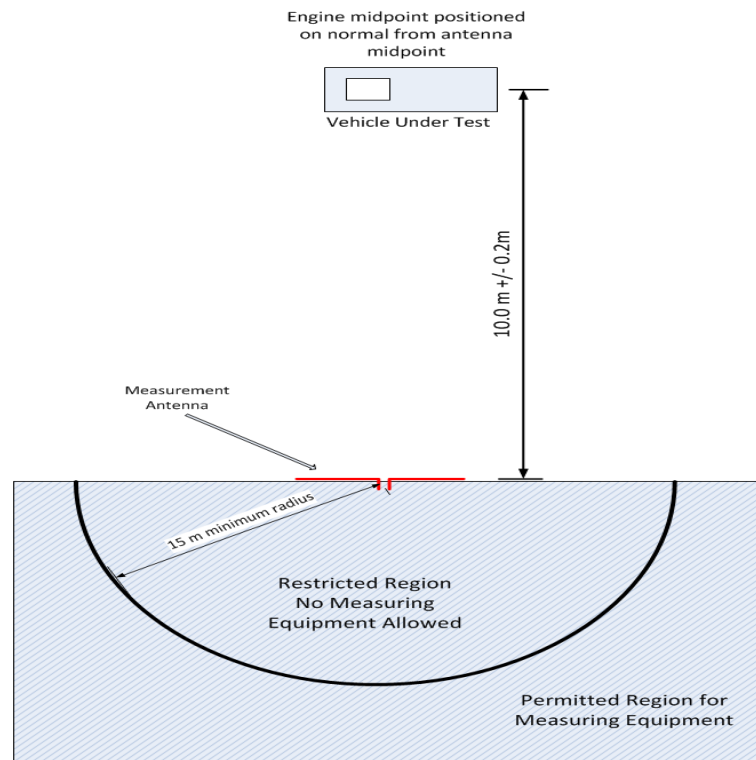 Engine midpoint positioned
on normal from antenna
midpoint
Vehicle Under Test
10.0 m +/- 0.2m
Measurement
Antenna
15 m minimum radius
Restricted Region
No Measuring
Equipment Allowed
Permitted Region for
Measuring Equipment